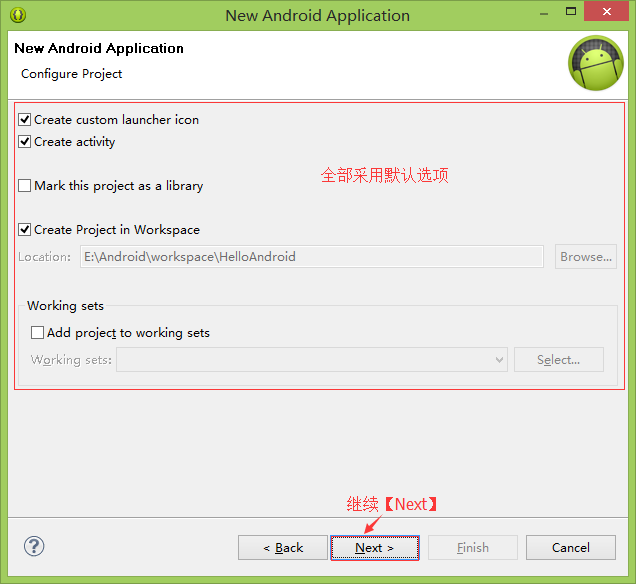 New Android Application
New Android Application
Configure Project
Create custom launcher icon
Create activity
全部采用默认选项
Mark this project as a library
Create Project in Workspace
Location: E:\Android\workspace\HelloAndroid Browse...
Working sets
Add project to working sets
Working sets: Select...
继续【Next】
? < Back Next > Finish Cancel